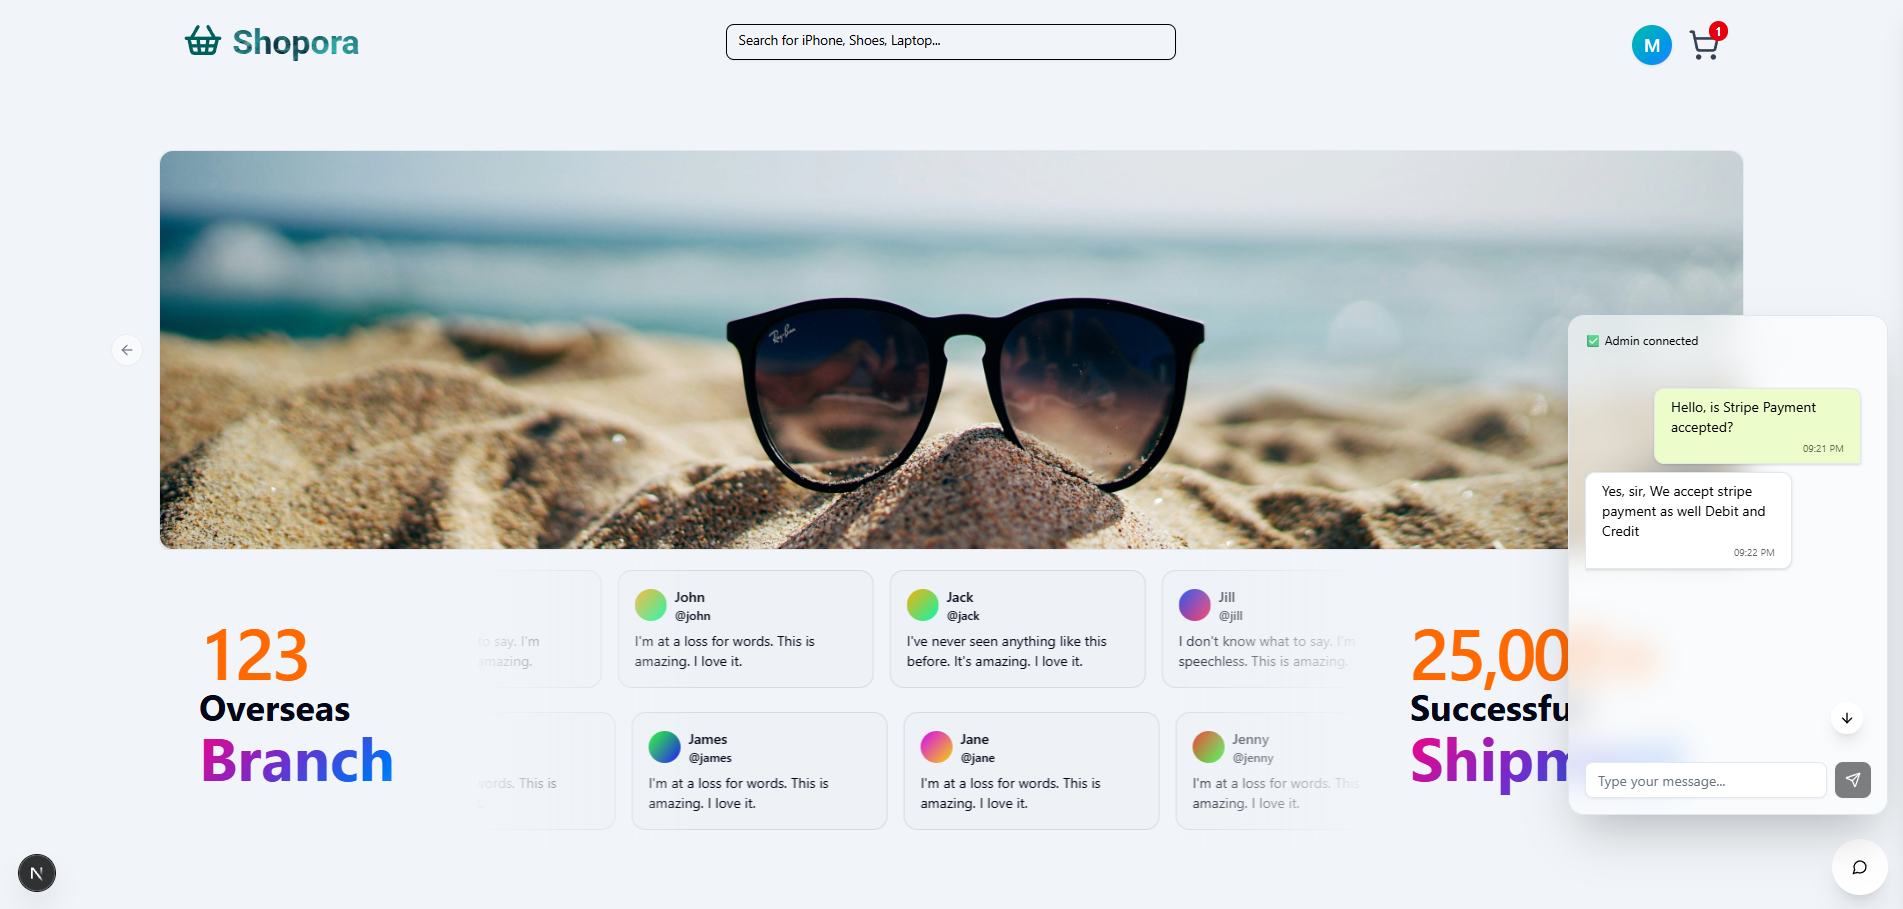 Shopora
Search for iPhone, Shoes, Laptop...
M
1
Ray-Ban
Admin connected
Hello, is Stripe Payment
accepted?
09:21 PM
Yes, sir, We accept stripe
payment as well Debit and
Credit
09:22 PM
Type your message...
123
Overseas
Branch
to say. I'm
amazing.
John
@john
I'm at a loss for words. This is
amazing. I love it.
Jack
@jack
I've never seen anything like this
before. It's amazing. I love it.
Jill
@jill
I don't know what to say. I'm
speechless. This is amazing.
words. This is
James
@james
I'm at a loss for words. This is
amazing. I love it.
Jane
@jane
I'm at a loss for words. This is
amazing. I love it.
Jenny
@jenny
I'm at a loss for words. This is
amazing. I love it.
25,00
Successfu
Shipm
N